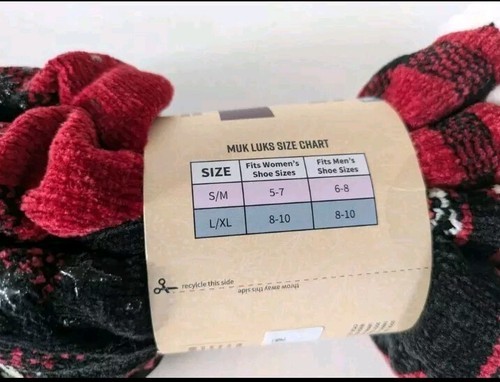 MUK LUKS SIZE CHART
SIZE Fits Women's Shoe Sizes Fits Men's Shoe Sizes
S/M 5-7 6-8
L/XL 8-10 8-10
recylcle this side
throw away this side